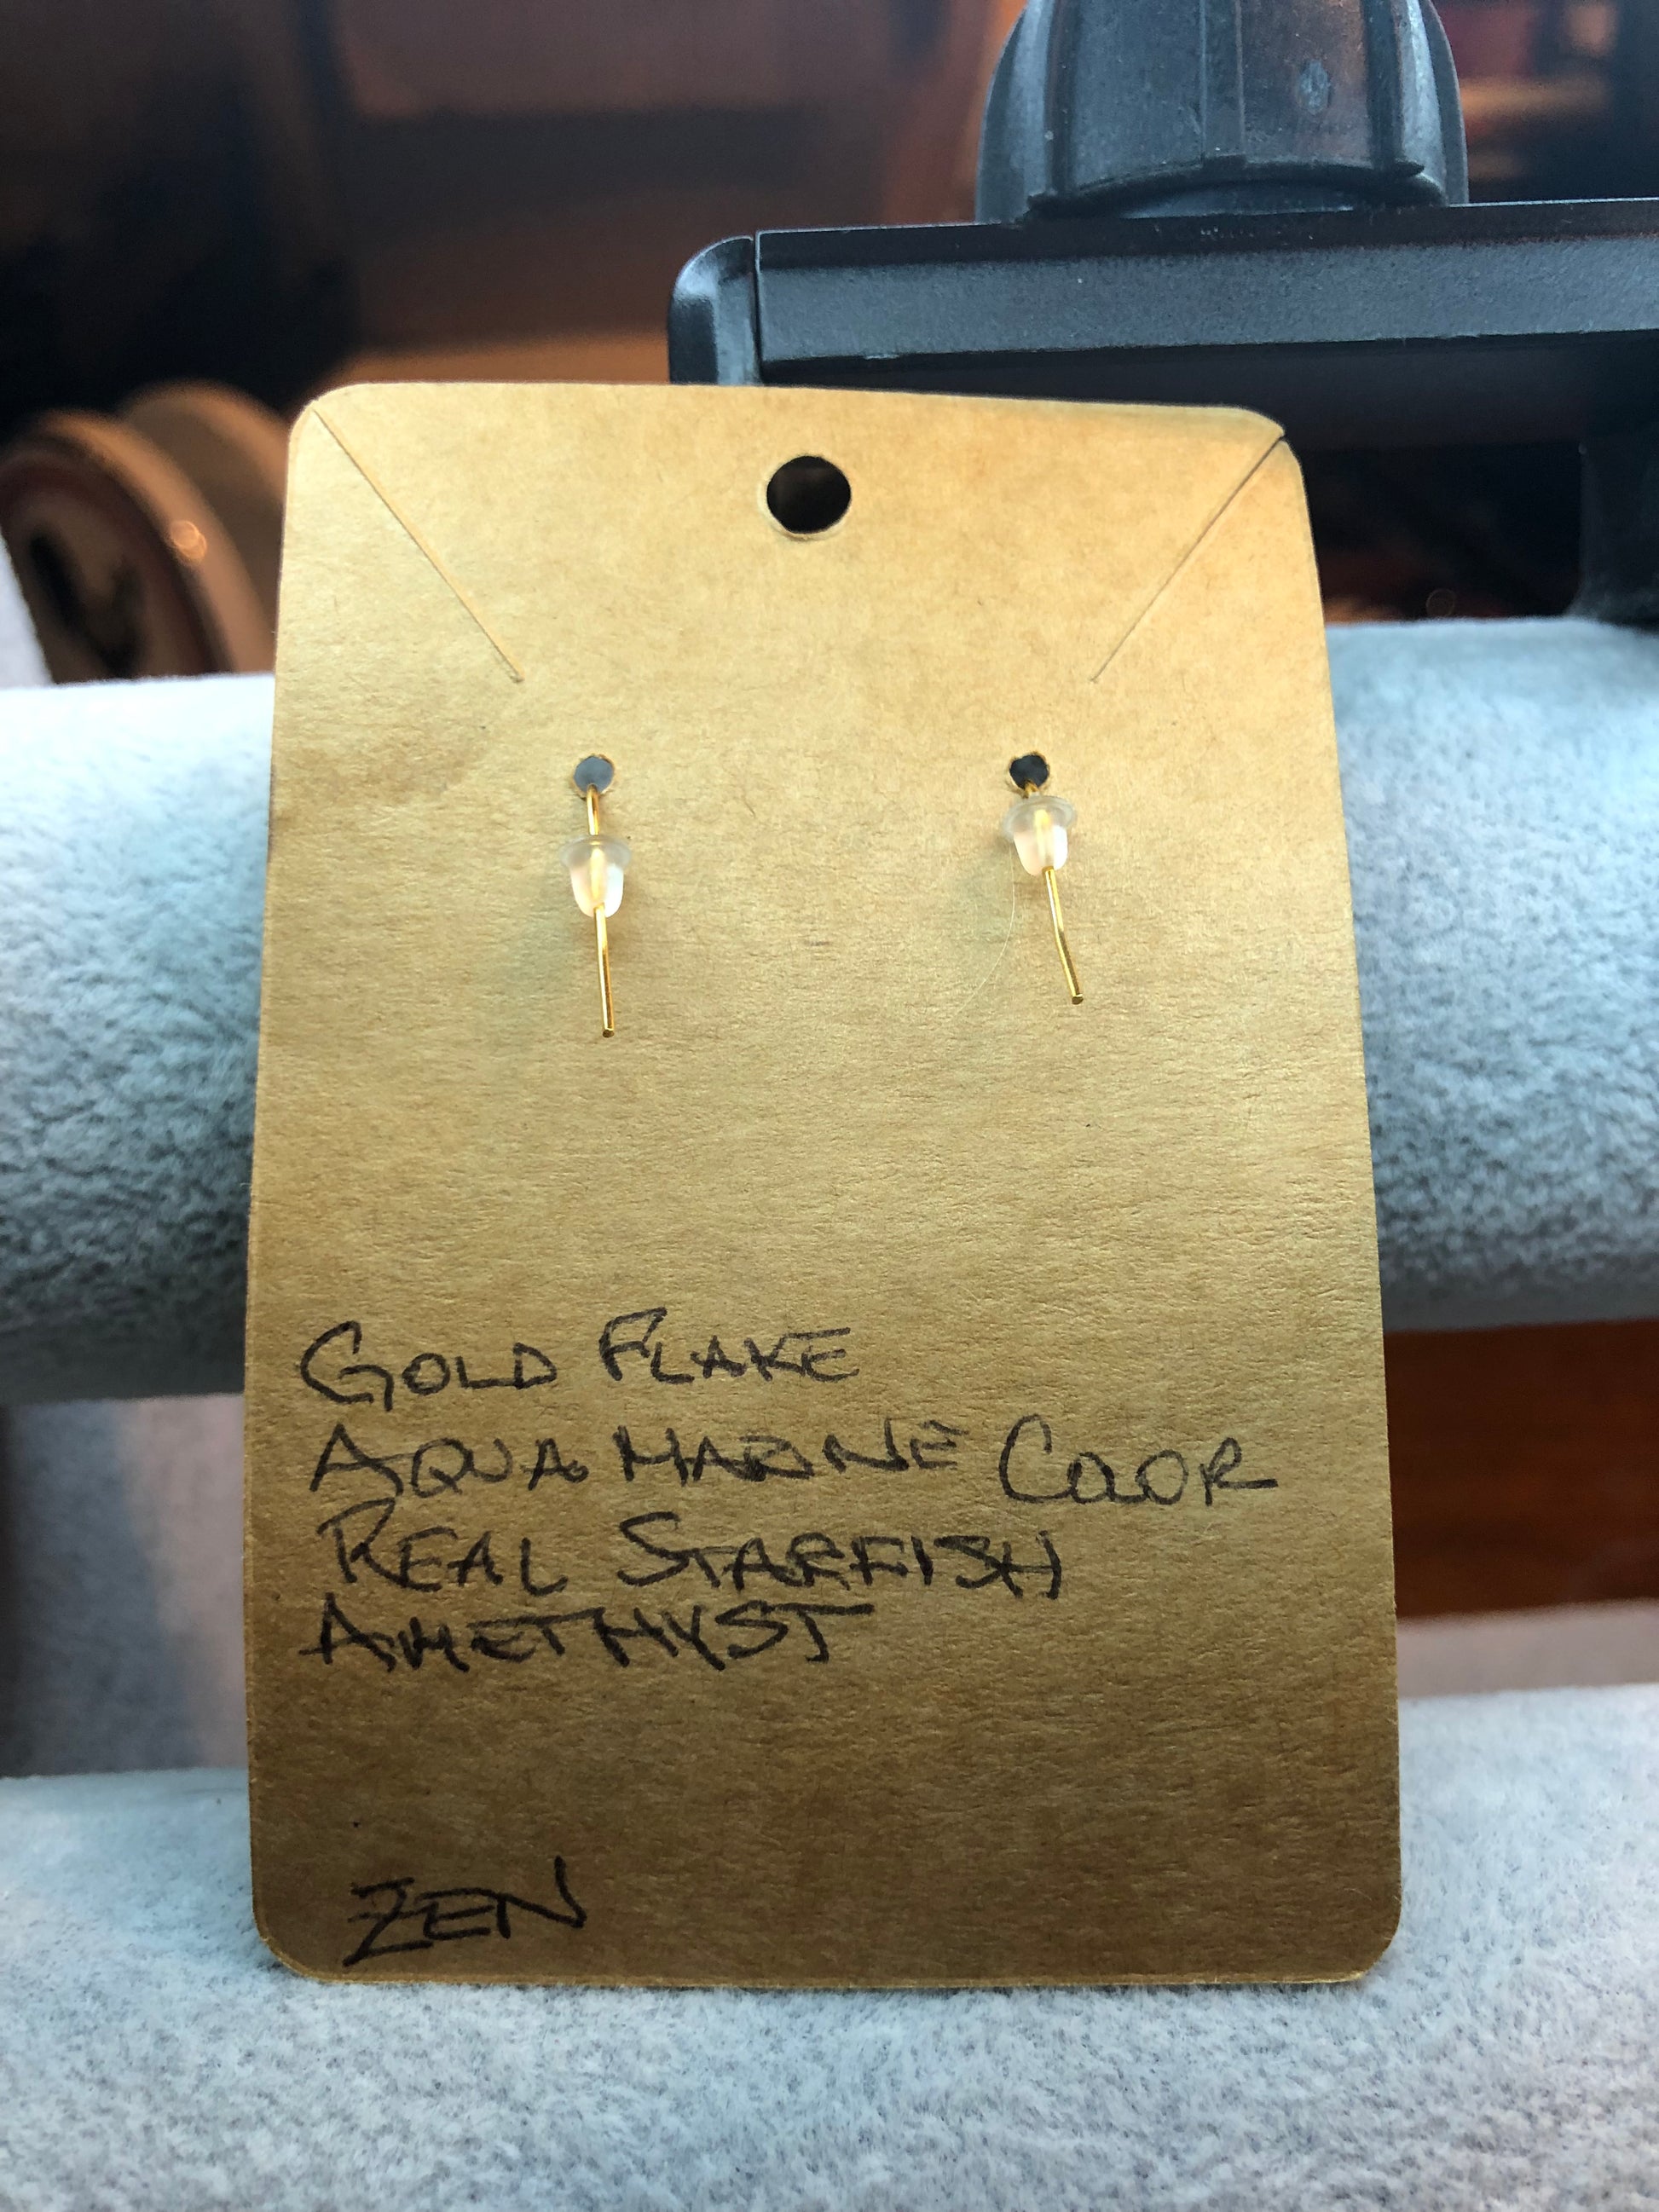 GOLD FLAKE
AQUA MARINE COLOR
REAL STARFISH
AMETHYST
ZEN